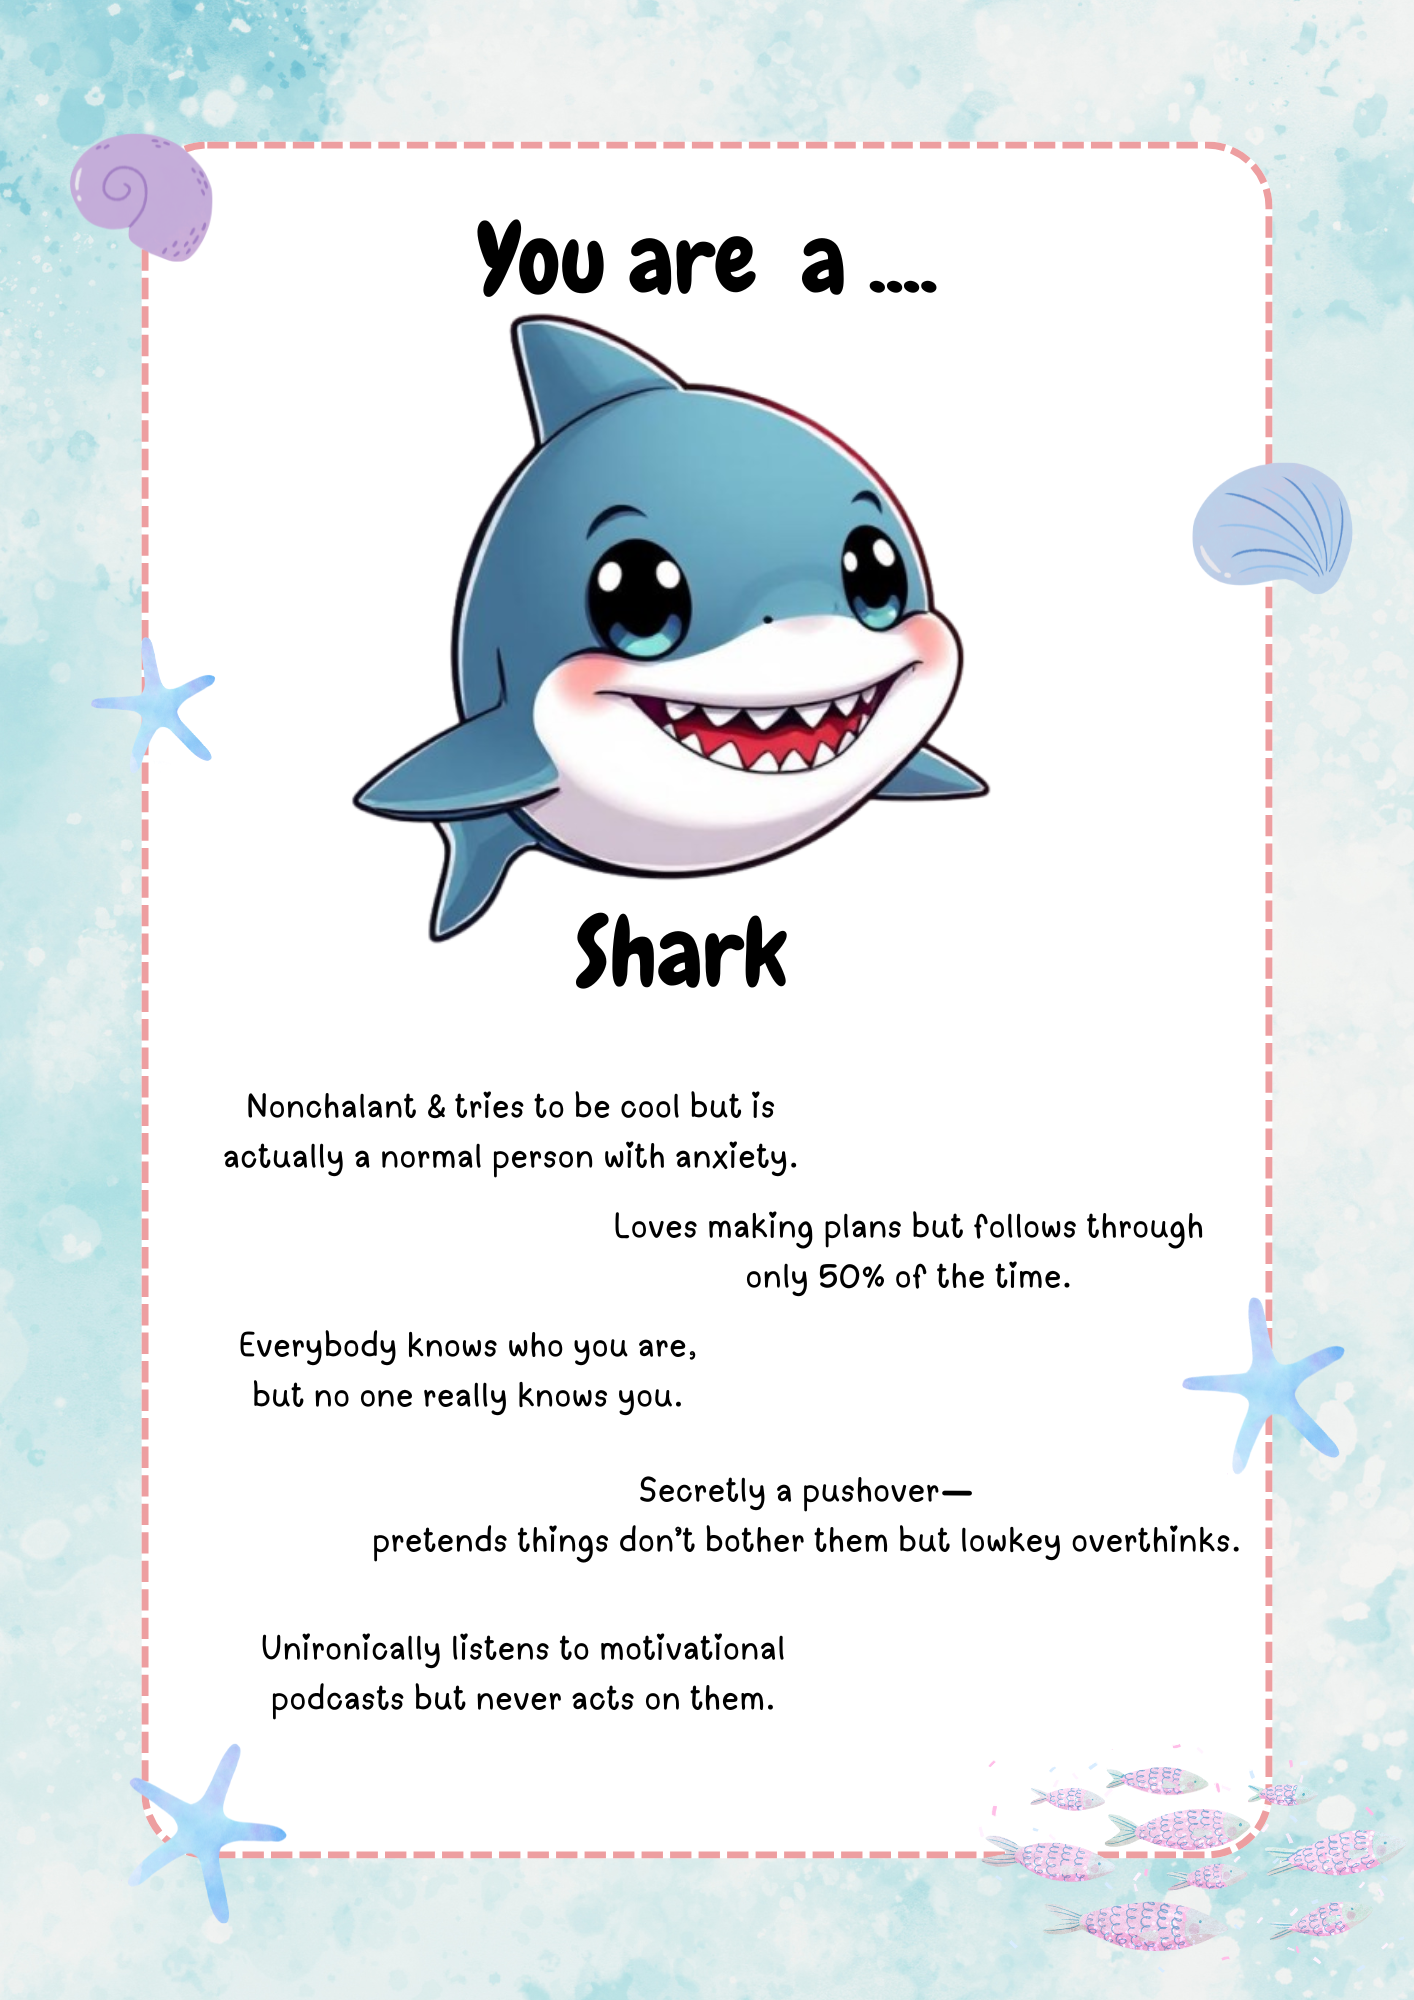 You are a ....
Shark
Nonchalant & tries to be cool but is
actually a normal person with anxiety.
Loves making plans but follows through
only 50% of the time.
Everybody knows who you are,
but no one really knows you.
Secretly a pushover—
pretends things don't bother them but lowkey overthinks.
Unironically listens to motivational
podcasts but never acts on them.